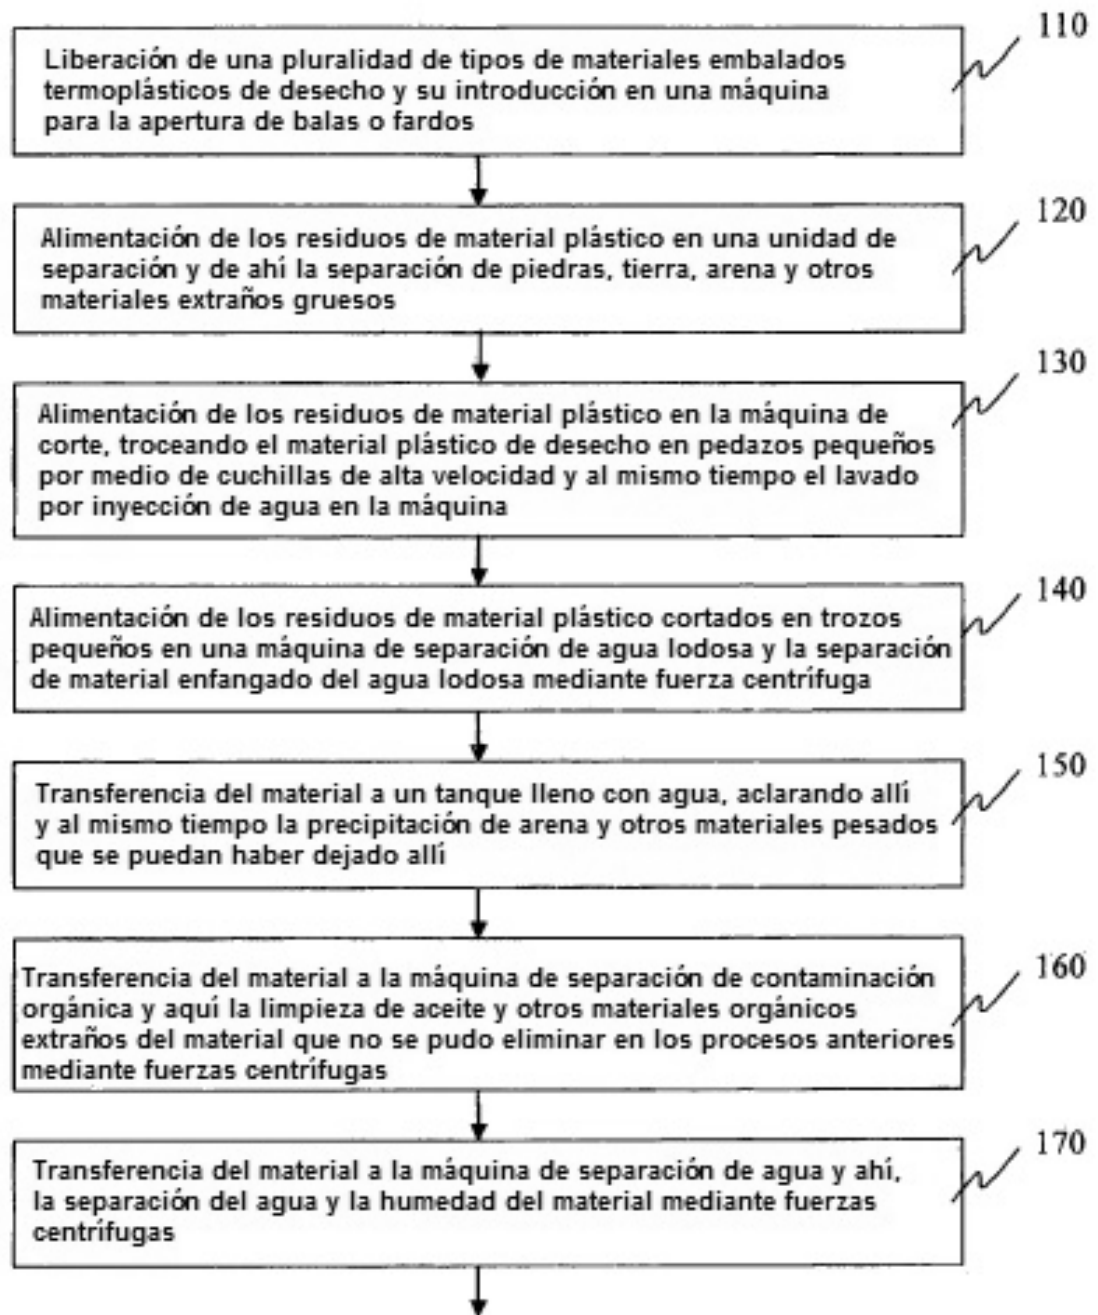 110
Liberación de una pluralidad de tipos de materiales embalados
termoplásticos de desecho y su introducción en una máquina
para la apertura de balas o fardos
120
Alimentación de los residuos de material plástico en una unidad de
separación y de ahí la separación de piedras, tierra, arena y otros
materiales extraños gruesos
130
Alimentación de los residuos de material plástico en la máquina de
corte, troceando el material plástico de desecho en pedazos pequeños
por medio de cuchillas de alta velocidad y al mismo tiempo el lavado
por inyección de agua en la máquina
140
Alimentación de los residuos de material plástico cortados en trozos
pequeños en una máquina de separación de agua lodosa y la separación
de material enfangado del agua lodosa mediante fuerza centrífuga
150
Transferencia del material a un tanque lleno con agua, aclarando allí
y al mismo tiempo la precipitación de arena y otros materiales pesados
que se puedan haber dejado allí
160
Transferencia del material a la máquina de separación de contaminación
orgánica y aquí la limpieza de aceite y otros materiales orgánicos
extraños del material que no se pudo eliminar en los procesos anteriores
mediante fuerzas centrífugas
170
Transferencia del material a la máquina de separación de agua y ahí,
la separación del agua y la humedad del material mediante fuerzas
centrífugas